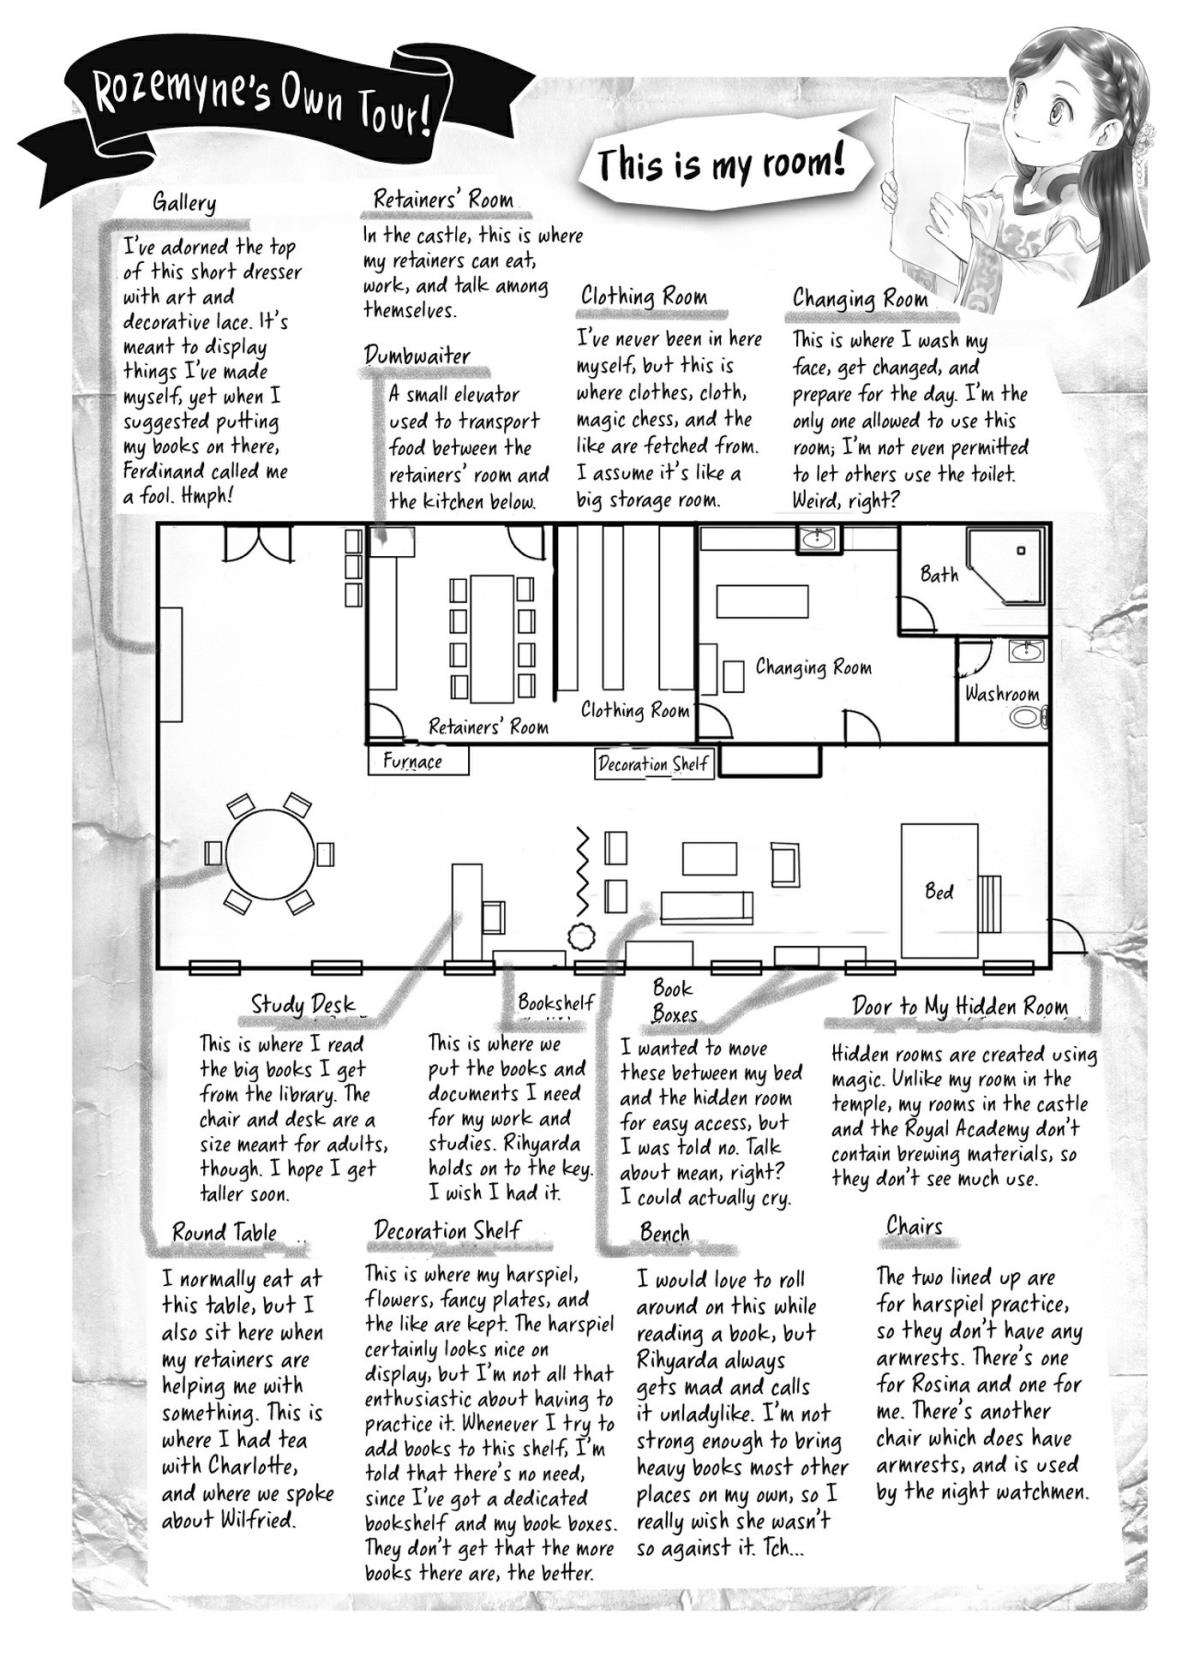 Rozemyne's Own Tour!
This is my room!
Gallery
I've adorned the top
of this short dresser
with art and
decorative lace. It's
meant to display
things I've made
myself, yet when I
suggested putting
my books on there,
Ferdinand called me
a fool. Hmph!
Retainers' Room
In the castle, this is where
my retainers can eat,
work, and talk among
themselves.
Dumbwaiter
A small elevator
used to transport
food between the
retainers' room and
the kitchen below.
Clothing Room
I've never been in here
myself, but this is
where clothes, cloth,
magic chess, and the
like are fetched from.
I assume it's like a
big storage room.
Changing Room
This is where I wash my
face, get changed, and
prepare for the day. I'm the
only one allowed to use this
room; I'm not even permitted
to let others use the toilet.
Weird, right?
Bath
Changing Room
Washroom
Clothing Room
Retainers' Room
Furnace
Decoration Shelf
Bed
Study Desk
This is where I read
the big books I get
from the library. The
chair and desk are a
size meant for adults,
though. I hope I get
taller soon.
Bookshelf
This is where we
put the books and
documents I need
for my work and
studies. Rihyarda
holds on to the key.
I wish I had it.
Book
Boxes
I wanted to move
these between my bed
and the hidden room
for easy access, but
I was told no. Talk
about mean, right?
I could actually cry.
Door to My Hidden Room
Hidden rooms are created using
magic. Unlike my room in the
temple, my rooms in the castle
and the Royal Academy don't
contain brewing materials, so
they don't see much use.
Round Table
I normally eat at
this table, but I
also sit here when
my retainers are
helping me with
something. This is
where I had tea
with Charlotte,
and where we spoke
about Wilfried.
Decoration Shelf
This is where my harspiel,
flowers, fancy plates, and
the like are kept. The harspiel
certainly looks nice on
display, but I'm not all that
enthusiastic about having to
practice it. Whenever I try to
add books to this shelf, I'm
told that there's no need,
since I've got a dedicated
bookshelf and my book boxes.
They don't get that the more
books there are, the better.
Bench
I would love to roll
around on this while
reading a book, but
Rihyarda always
gets mad and calls
it unladylike. I'm not
strong enough to bring
heavy books most other
places on my own, so I
really wish she wasn't
so against it. Tch...
Chairs
The two lined up are
for harspiel practice,
so they don't have any
armrests. There's one
for Rosina and one for
me. There's another
chair which does have
armrests, and is used
by the night watchmen.